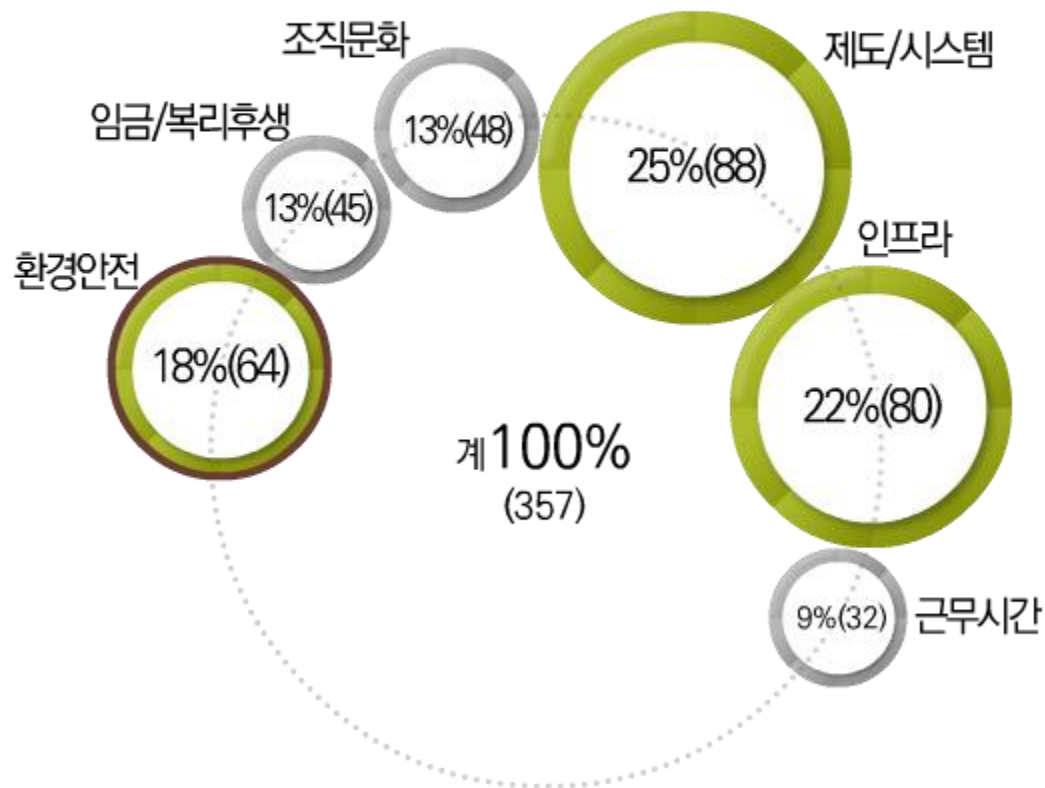 조직문화
13%(48)
제도/시스템
25%(88)
임금/복리후생
13%(45)
인프라
22%(80)
환경안전
18%(64)
계100%
(357)
9%(32)
근무시간